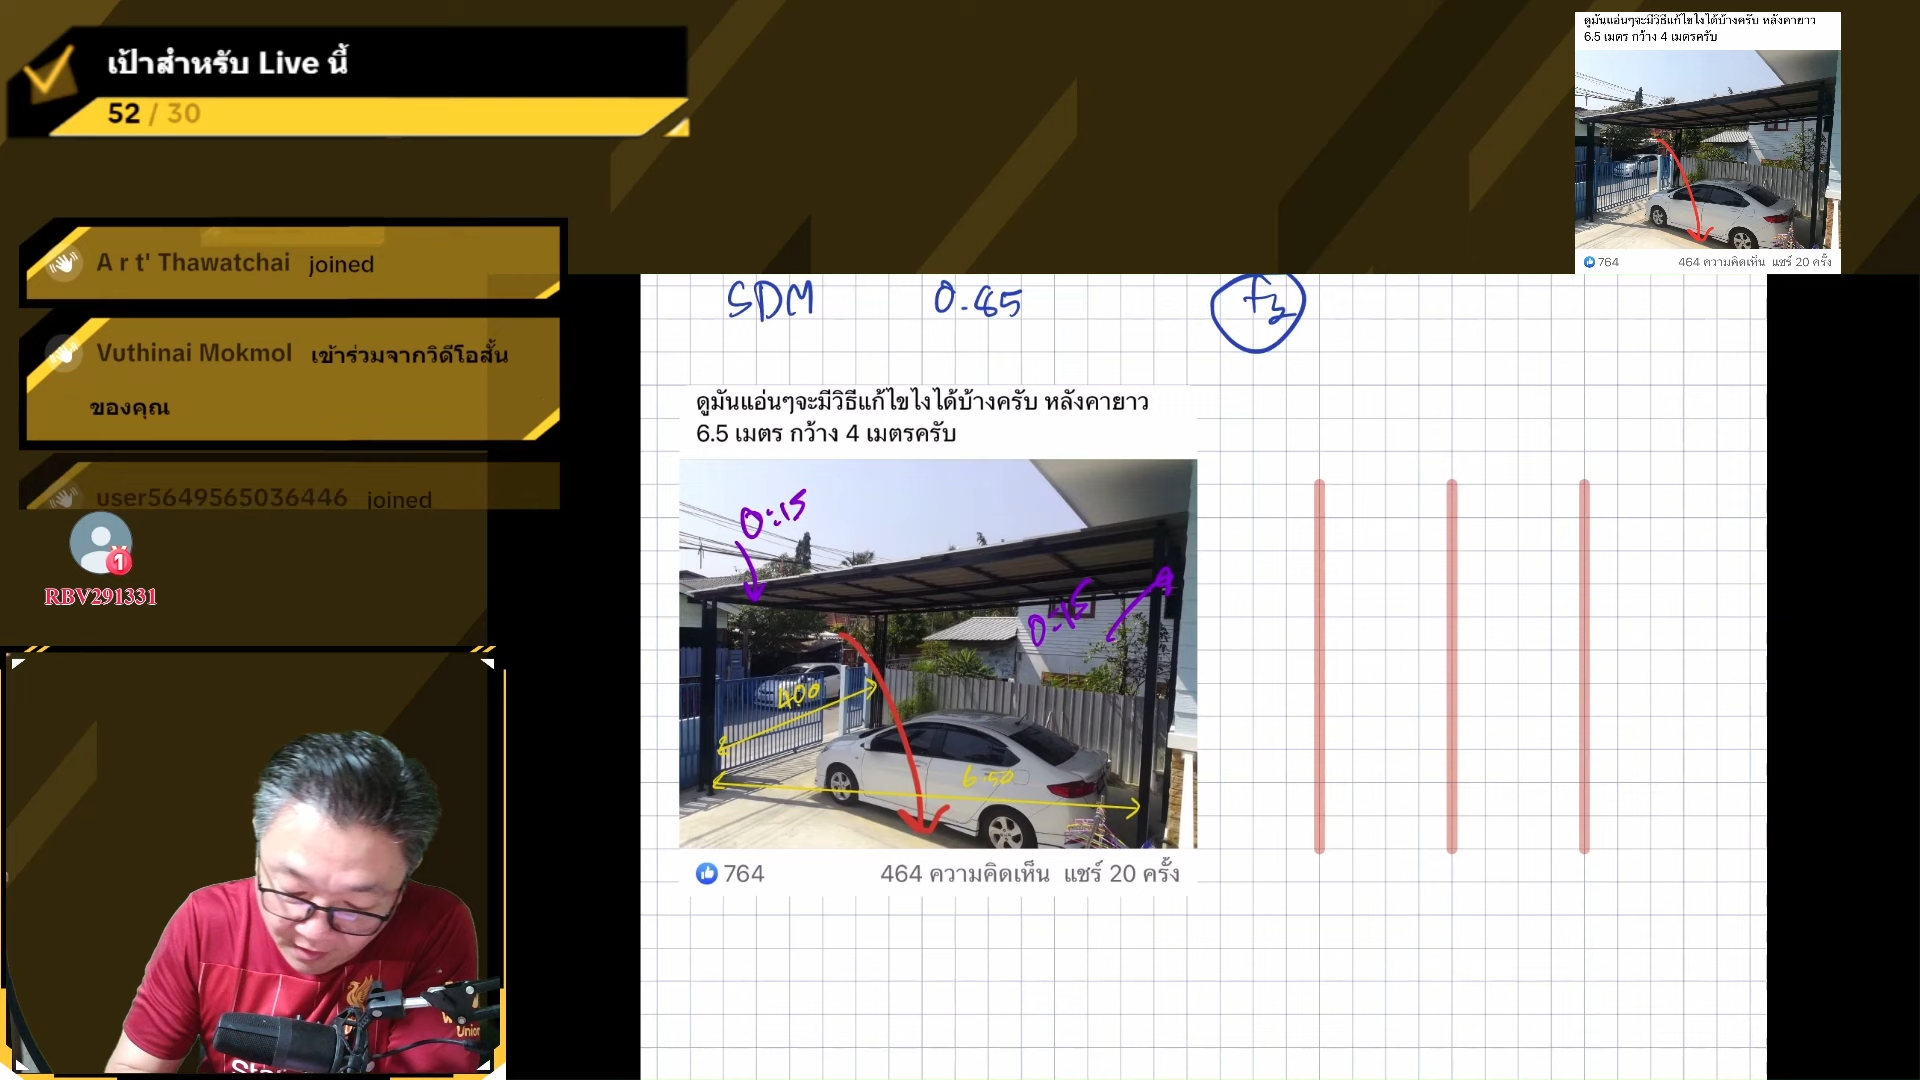 เป้าสำหรับ Live นี้
52 / 30
A r t' Thawatchai joined
Vuthinai Mokmol เข้าร่วมจากวิดีโอสั้น
ของคุณ
user5649565036446 joined
1
RBV291331
ดูมันแอ่นๆจะมีวิธีแก้ไขไงได้บ้างครับ หลังคายาว
6.5 เมตร กว้าง 4 เมตรครับ
764 464 ความคิดเห็น แชร์ 20 ครั้ง
SDM 0.85
ดูมันแอ่นๆจะมีวิธีแก้ไขไงได้บ้างครับ หลังคายาว
6.5 เมตร กว้าง 4 เมตรครับ
0.15
0.15
4.00
6.50
764 464 ความคิดเห็น แชร์ 20 ครั้ง